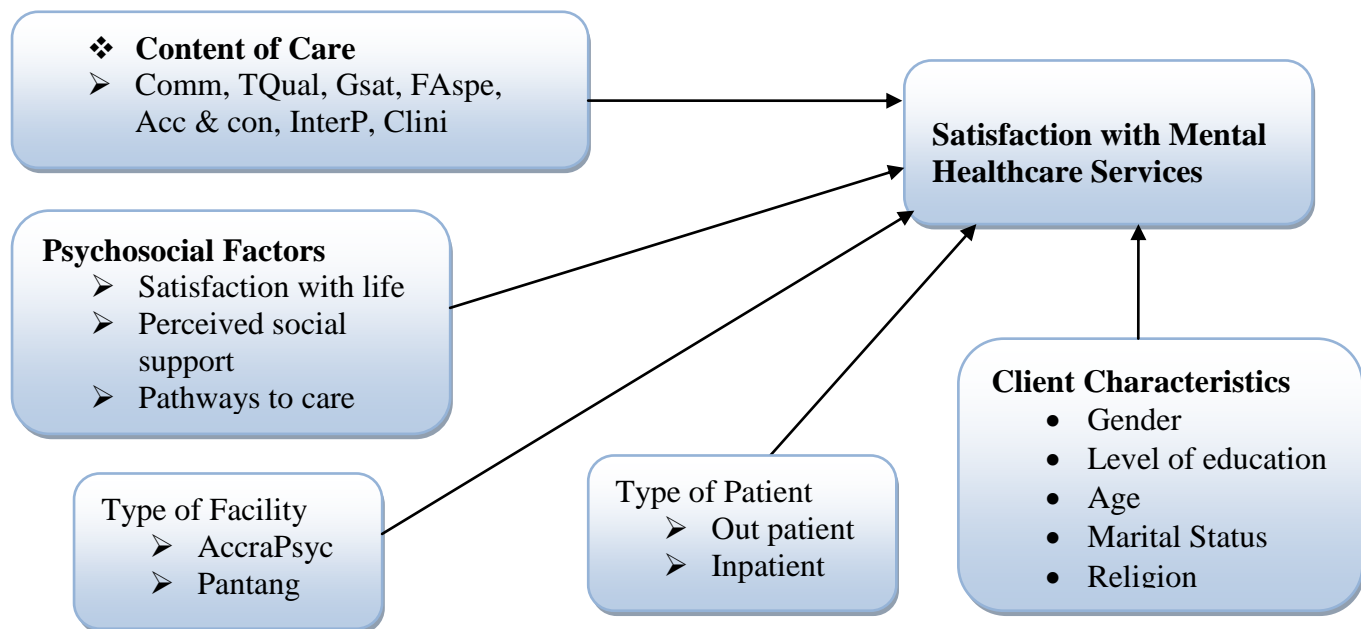 ❖ Content of Care
➢ Comm, TQual, Gsat, FAspe,
Acc & con, InterP, Clini
Satisfaction with Mental
Healthcare Services
Psychosocial Factors
➢ Satisfaction with life
➢ Perceived social
support
➢ Pathways to care
Type of Facility
➢ AccraPsyc
➢ Pantang
Type of Patient
➢ Out patient
➢ Inpatient
Client Characteristics
• Gender
• Level of education
• Age
• Marital Status
• Religion